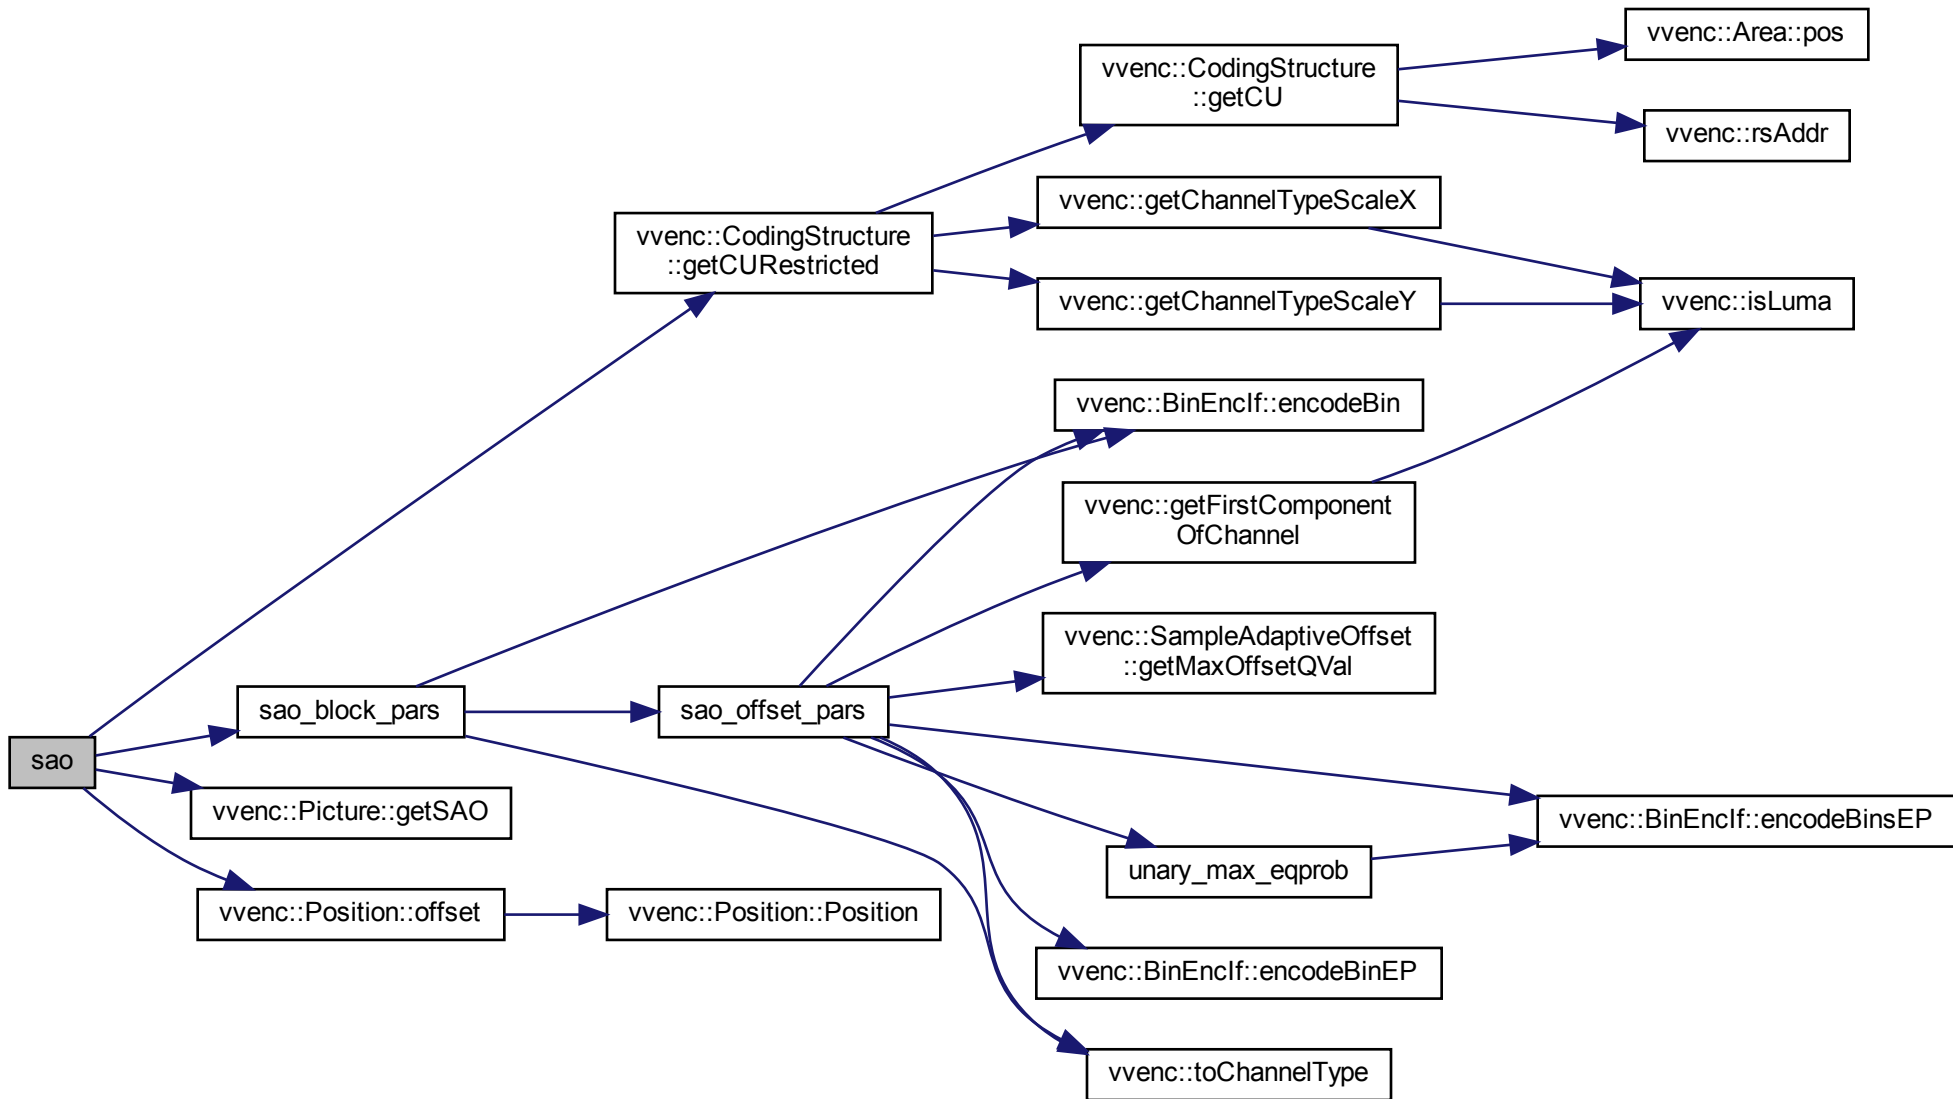 vvenc::Area::pos
vvenc::CodingStructure
::getCU
vvenc::rsAddr
vvenc::getChannelTypeScaleX
vvenc::CodingStructure
::getCURestricted
vvenc::getChannelTypeScaleY
vvenc::isLuma
vvenc::BinEncIf::encodeBin
vvenc::getFirstComponent
OfChannel
vvenc::SampleAdaptiveOffset
::getMaxOffsetQVal
sao_block_pars
sao_offset_pars
sao
vvenc::Picture::getSAO
vvenc::BinEncIf::encodeBinsEP
unary_max_eqprob
vvenc::Position::offset
vvenc::Position::Position
vvenc::BinEncIf::encodeBinEP
vvenc::toChannelType